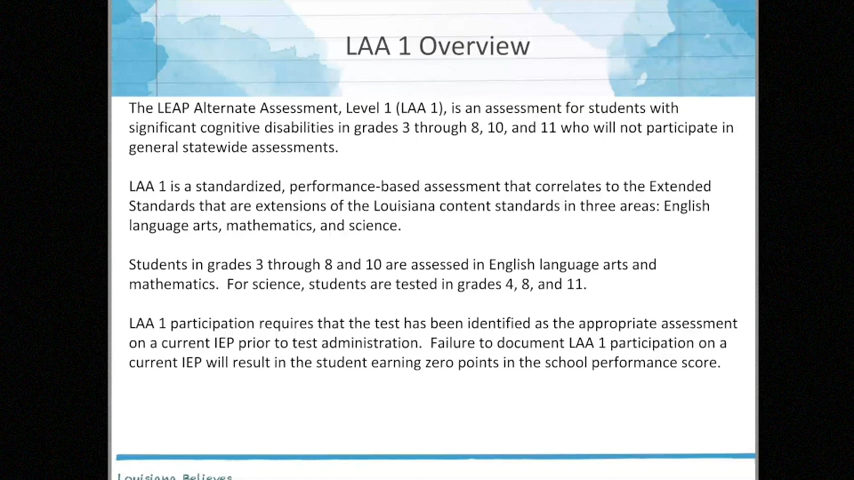 LAA 1 Overview
The LEAP Alternate Assessment, Level 1 (LAA 1), is an assessment for students with
significant cognitive disabilities in grades 3 through 8, 10, and 11 who will not participate in
general statewide assessments.
LAA 1 is a standardized, performance-based assessment that correlates to the Extended
Standards that are extensions of the Louisiana content standards in three areas: English
language arts, mathematics, and science.
Students in grades 3 through 8 and 10 are assessed in English language arts and
mathematics.  For science, students are tested in grades 4, 8, and 11.
LAA 1 participation requires that the test has been identified as the appropriate assessment
on a current IEP prior to test administration.  Failure to document LAA 1 participation on a
current IEP will result in the student earning zero points in the school performance score.
Louisiana Believes